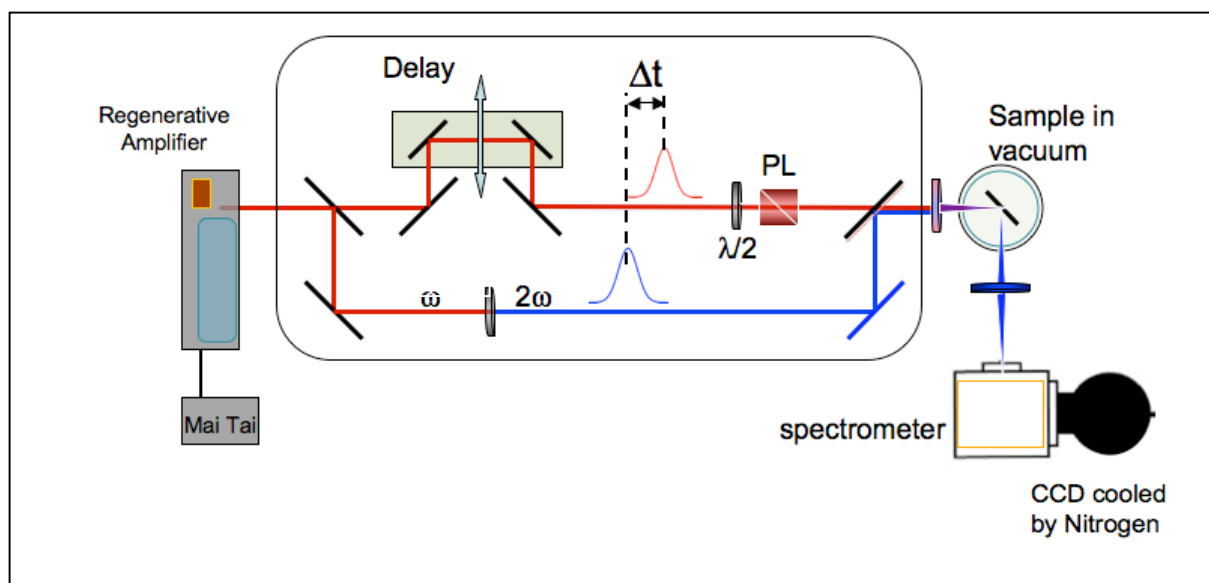 Delay
Δt
Regenerative
Amplifier
Sample in
vacuum
PL
λ/2
ω
2ω
Mai Tai
spectrometer
CCD cooled
by Nitrogen